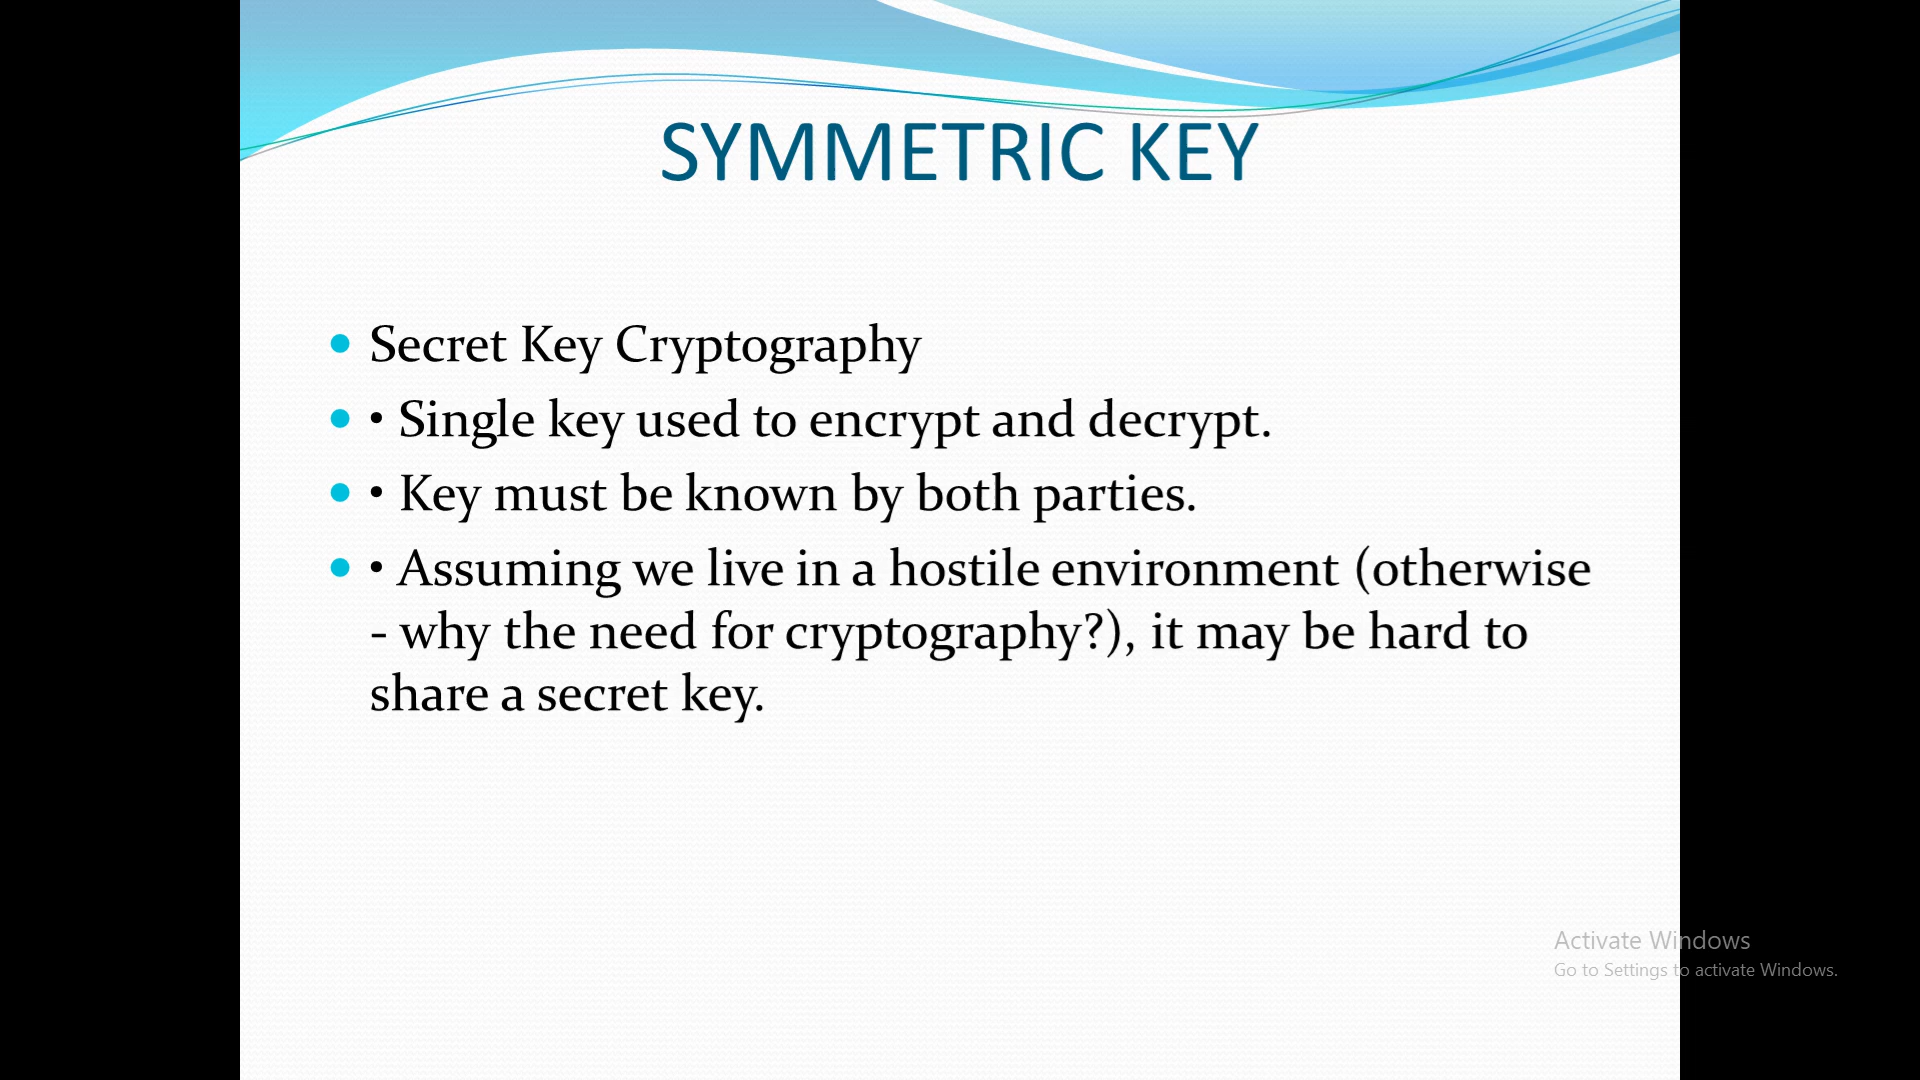 SYMMETRIC KEY
• Secret Key Cryptography
• • Single key used to encrypt and decrypt.
• • Key must be known by both parties.
• • Assuming we live in a hostile environment (otherwise
- why the need for cryptography?), it may be hard to
share a secret key.
Activate Windows
Go to Settings to activate Windows.